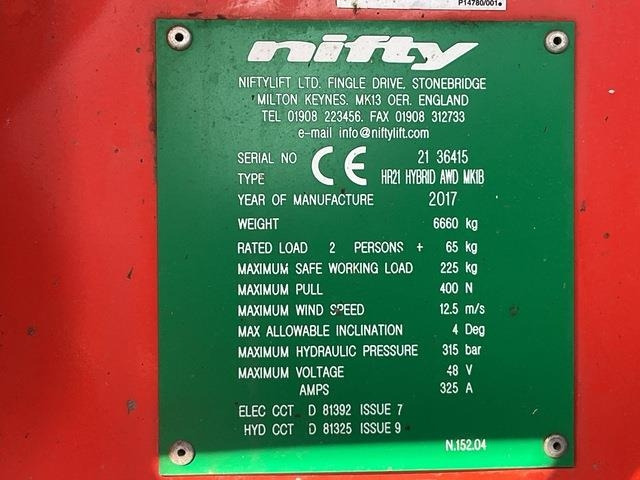 P14780/001
nifty
NIFTYLIFT LTD. FINGLE DRIVE, STONEBRIDGE
MILTON KEYNES. MK13 OER. ENGLAND
TEL 01908 223456. FAX 01908 312733
e-mail info@niftylift.com
SERIAL NO CE 21 36415
TYPE HR21 HYBRID AWD MK1B
YEAR OF MANUFACTURE 2017
WEIGHT 6660 kg
RATED LOAD 2 PERSONS + 65 kg
MAXIMUM SAFE WORKING LOAD 225 kg
MAXIMUM PULL 400 N
MAXIMUM WIND SPEED 12.5 m/s
MAX ALLOWABLE INCLINATION 4 Deg
MAXIMUM HYDRAULIC PRESSURE 315 bar
MAXIMUM VOLTAGE 48 V
AMPS 325 A
ELEC CCT D 81392 ISSUE 7
HYD CCT D 81325 ISSUE 9
N.152.04